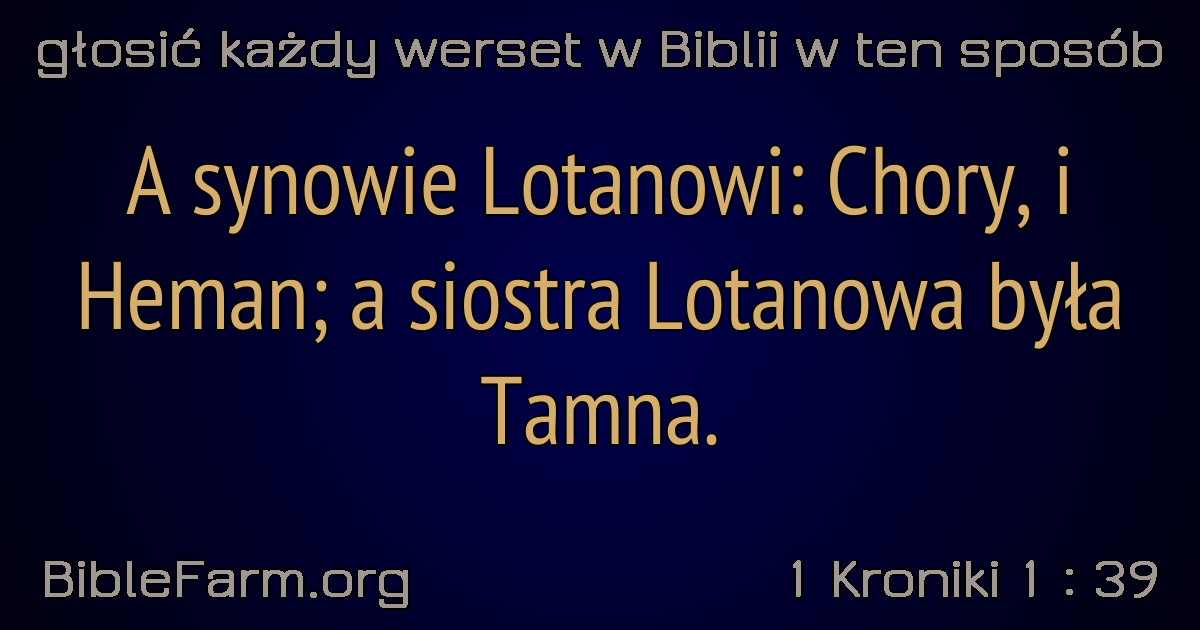 głosić każdy werset w Biblii w ten sposób
A synowie Lotanowi: Chory, i
Heman; a siostra Lotanowa była
Tamna.
BibleFarm.org
1 Kroniki 1 : 39